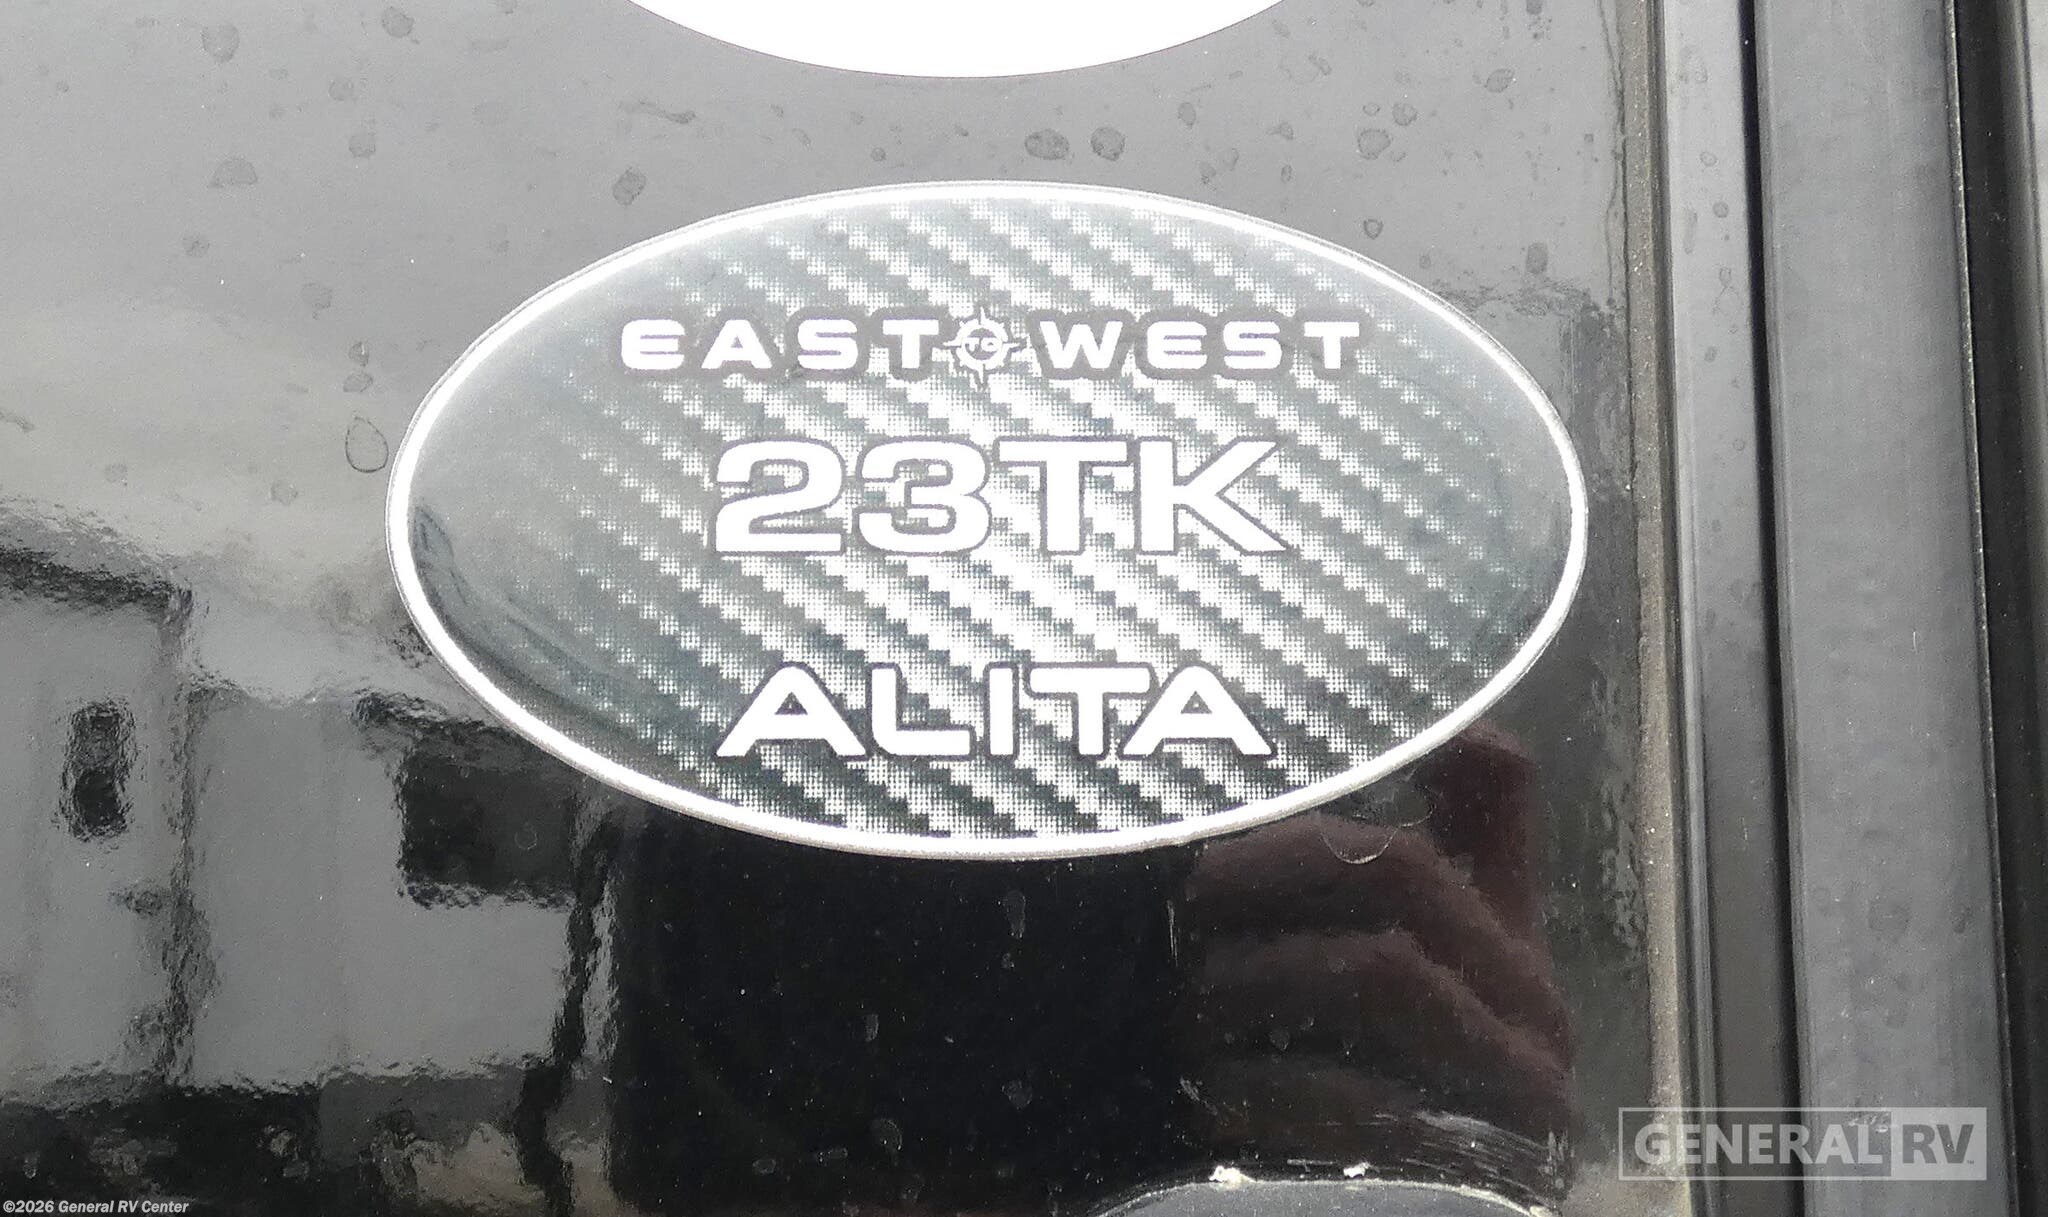 EAST TO WEST
23TK
ALITA
GENERAL RV
©2026 General RV Center